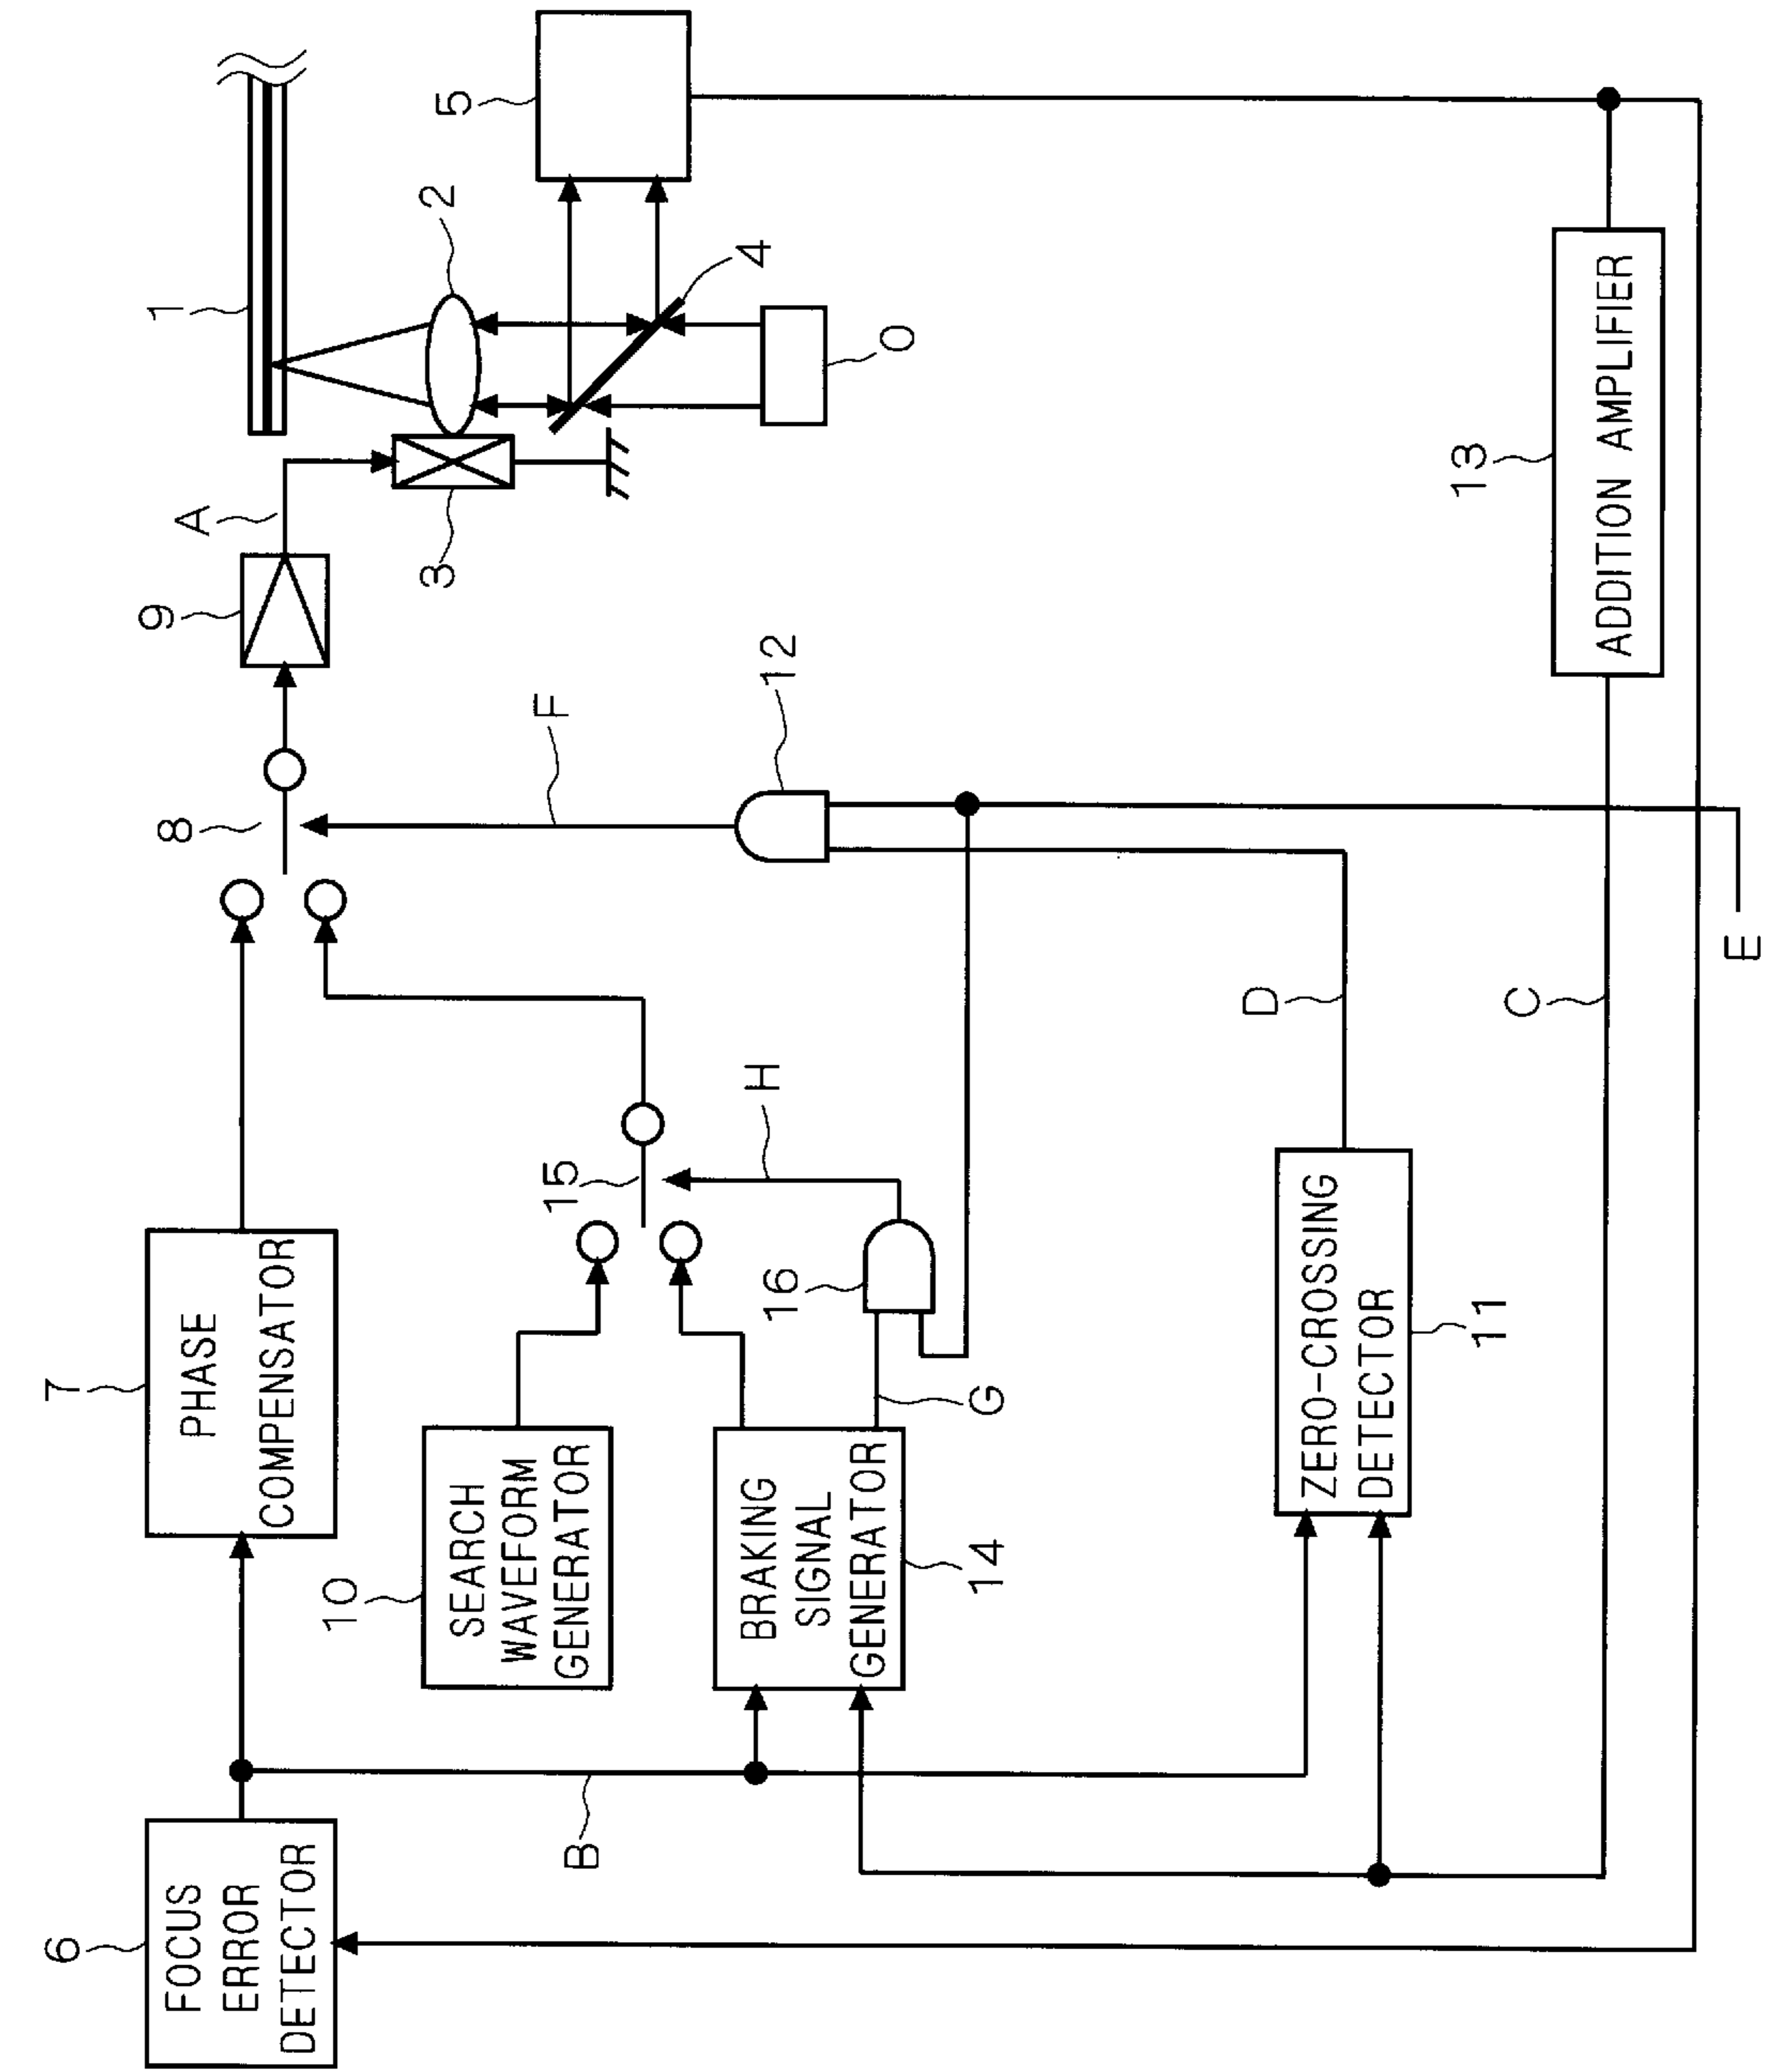 6
FOCUS
ERROR
DETECTOR
7
PHASE
COMPENSATOR
8
9
A
1
10
SEARCH
WAVEFORM
GENERATOR
15
3
2
5
B
BRAKING
SIGNAL
GENERATOR
14
16
H
G
F
12
4
0
ZERO-CROSSING
DETECTOR
11
D
C
13
ADDITION AMPLIFIER
E